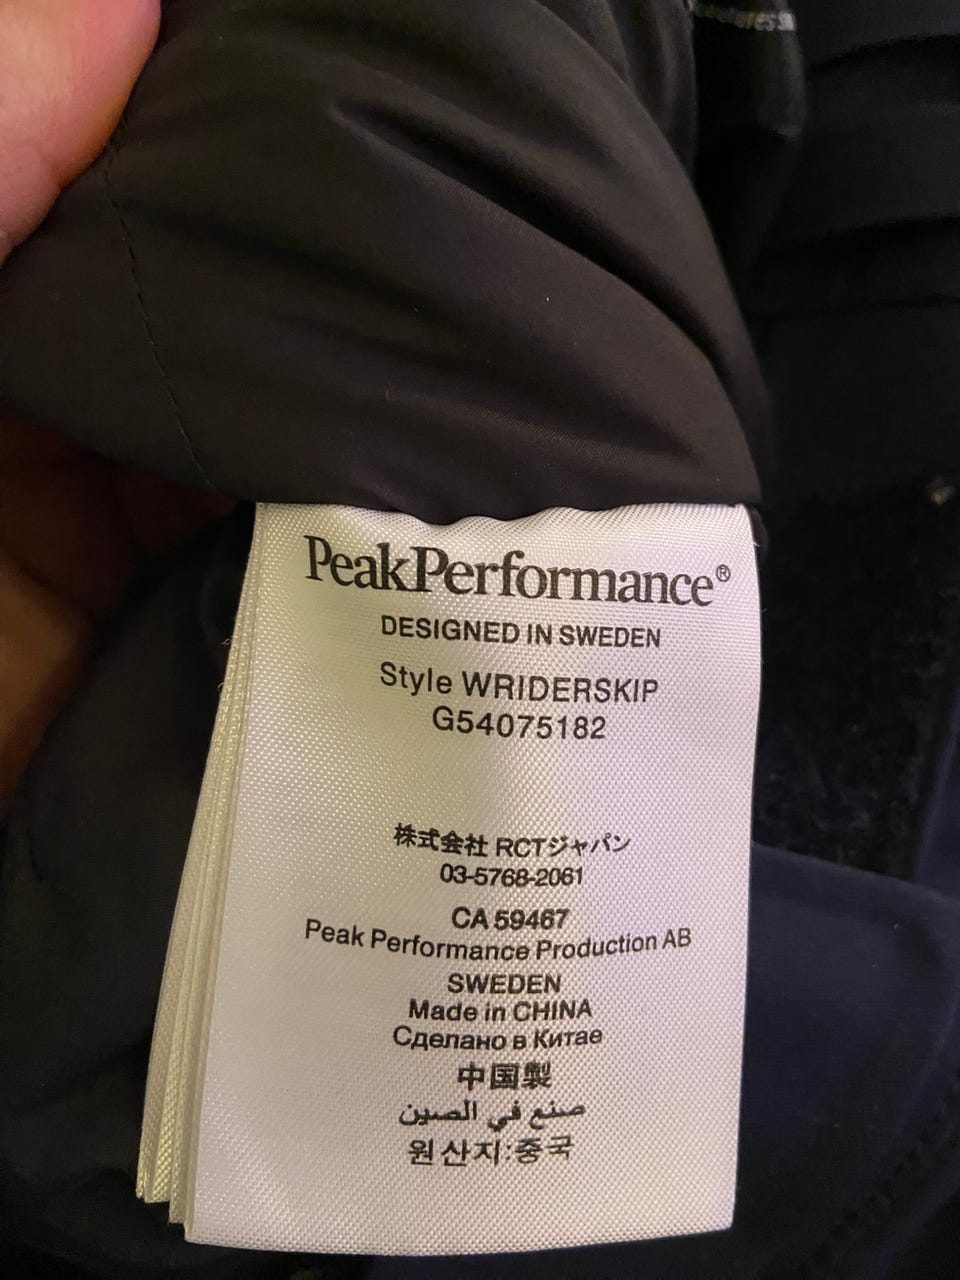 PeakPerformance®
DESIGNED IN SWEDEN
Style WRIDERSKIP
G54075182
株式会社 RCTジャパン
03-5768-2061
CA 59467
Peak Performance Production AB
SWEDEN
Made in CHINA
Сделано в Китае
中国製
صنع في الصين
원산지:중국